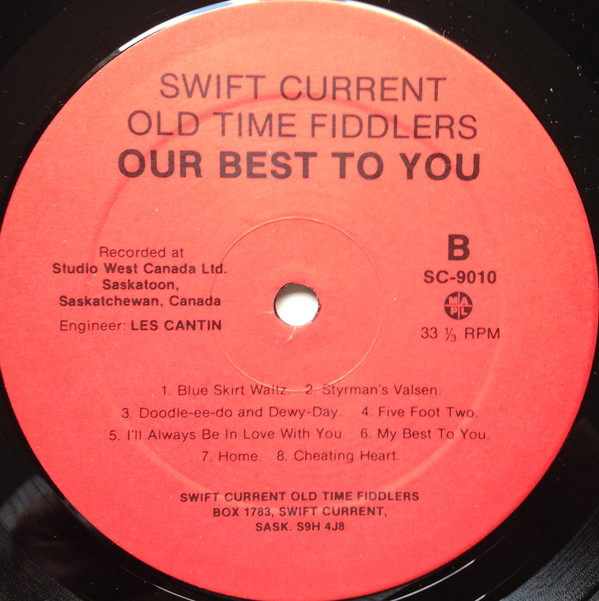 SWIFT CURRENT
OLD TIME FIDDLERS
OUR BEST TO YOU
Recorded at
Studio West Canada Ltd.
Saskatoon,
Saskatchewan, Canada
Engineer: LES CANTIN
B
SC-9010
M A P L
33 ⅓ RPM
1. Blue Skirt Waltz 2. Styrman's Valsen.
3. Doodle-ee-do and Dewy-Day. 4. Five Foot Two.
5. I'll Always Be In Love With You. 6. My Best To You.
7. Home. 8. Cheating Heart.
SWIFT CURRENT OLD TIME FIDDLERS
BOX 1783, SWIFT CURRENT,
SASK. S9H 4J8